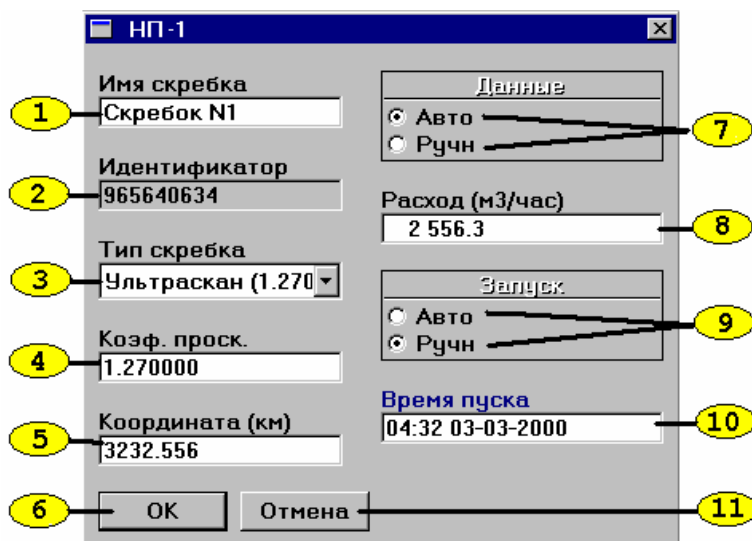 НП-1
Имя скребка
1
Скребок N1
Идентификатор
2
965640634
Тип скребка
3
Ультраскан (1.270
Коэф. проск.
4
1.270000
Координата (км)
5
3232.556
6
OK
Отмена
11
Данные
Авто
Ручн
7
Расход (м3/час)
2 556.3
8
Запуск
Авто
Ручн
9
Время пуска
04:32 03-03-2000
10